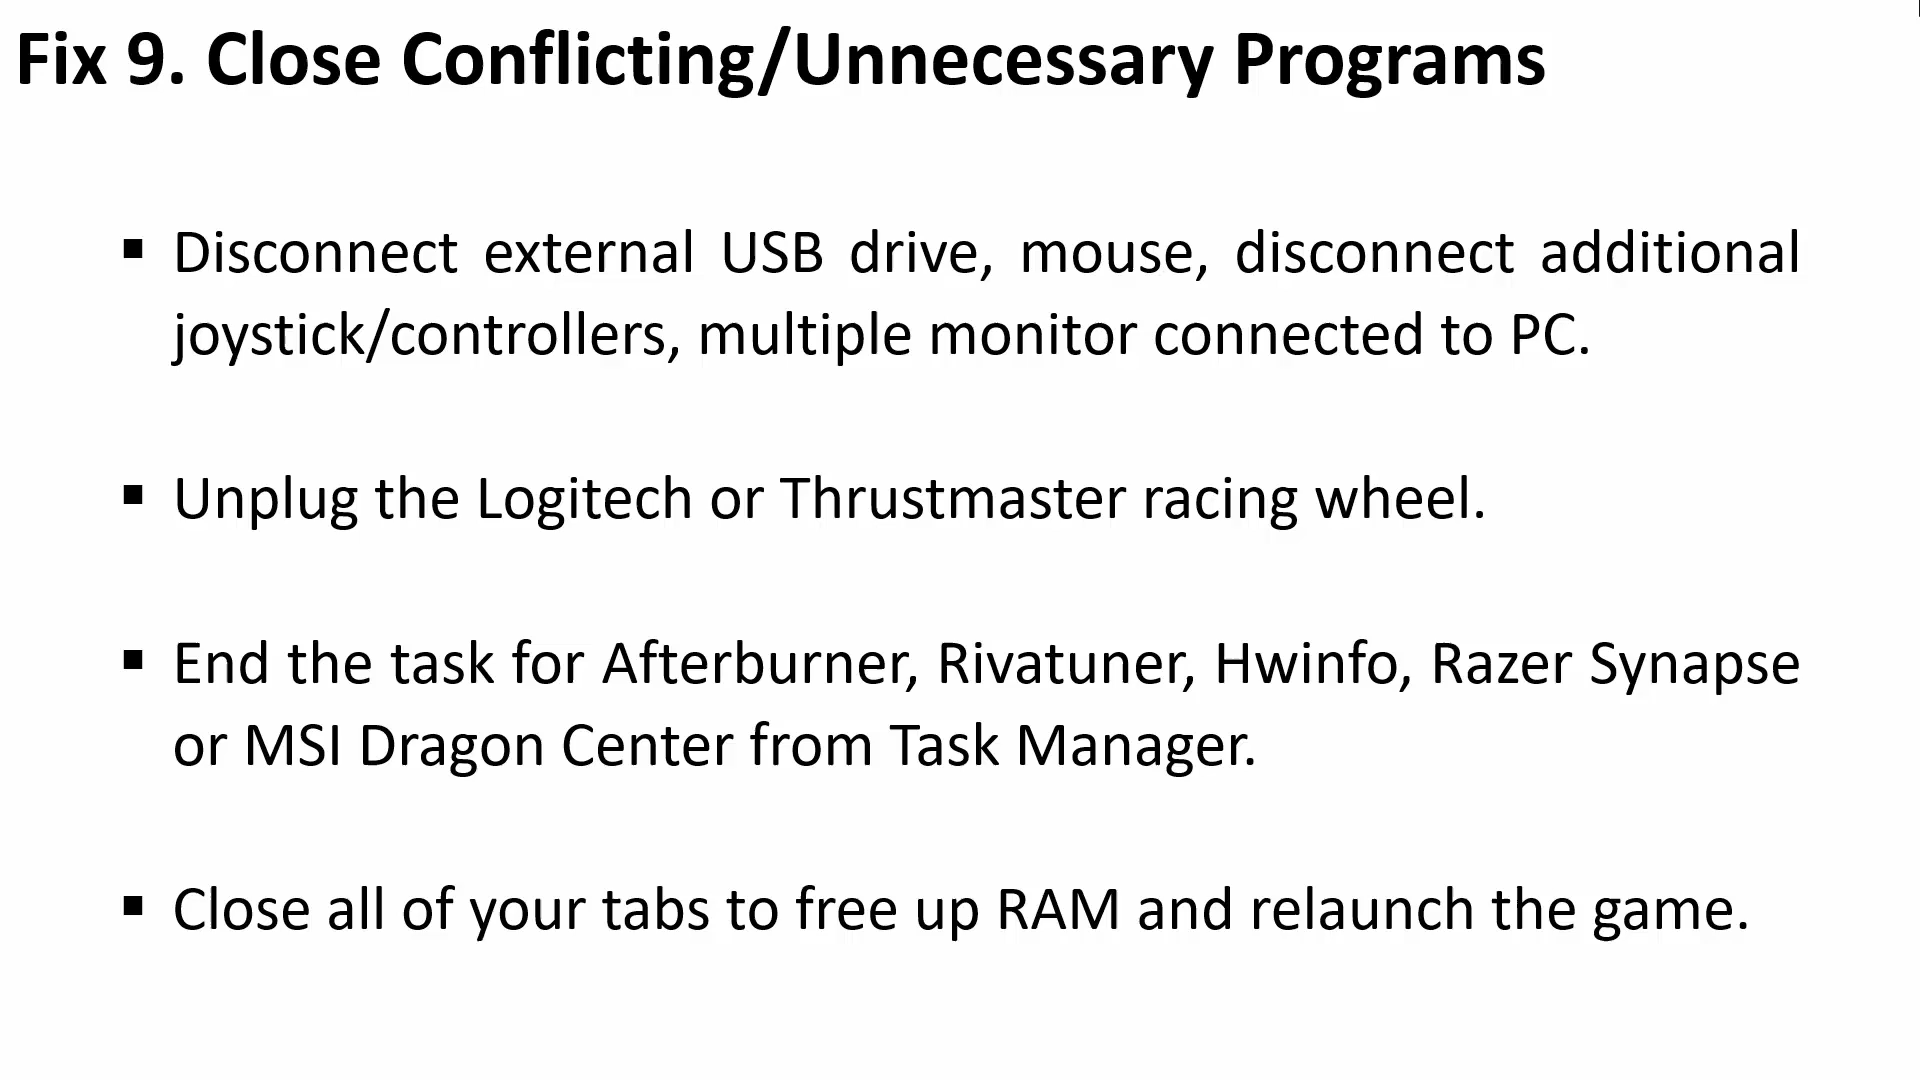 Fix 9. Close Conflicting/Unnecessary Programs
▪ Disconnect external USB drive, mouse, disconnect additional
joystick/controllers, multiple monitor connected to PC.
▪ Unplug the Logitech or Thrustmaster racing wheel.
▪ End the task for Afterburner, Rivatuner, Hwinfo, Razer Synapse
or MSI Dragon Center from Task Manager.
▪ Close all of your tabs to free up RAM and relaunch the game.